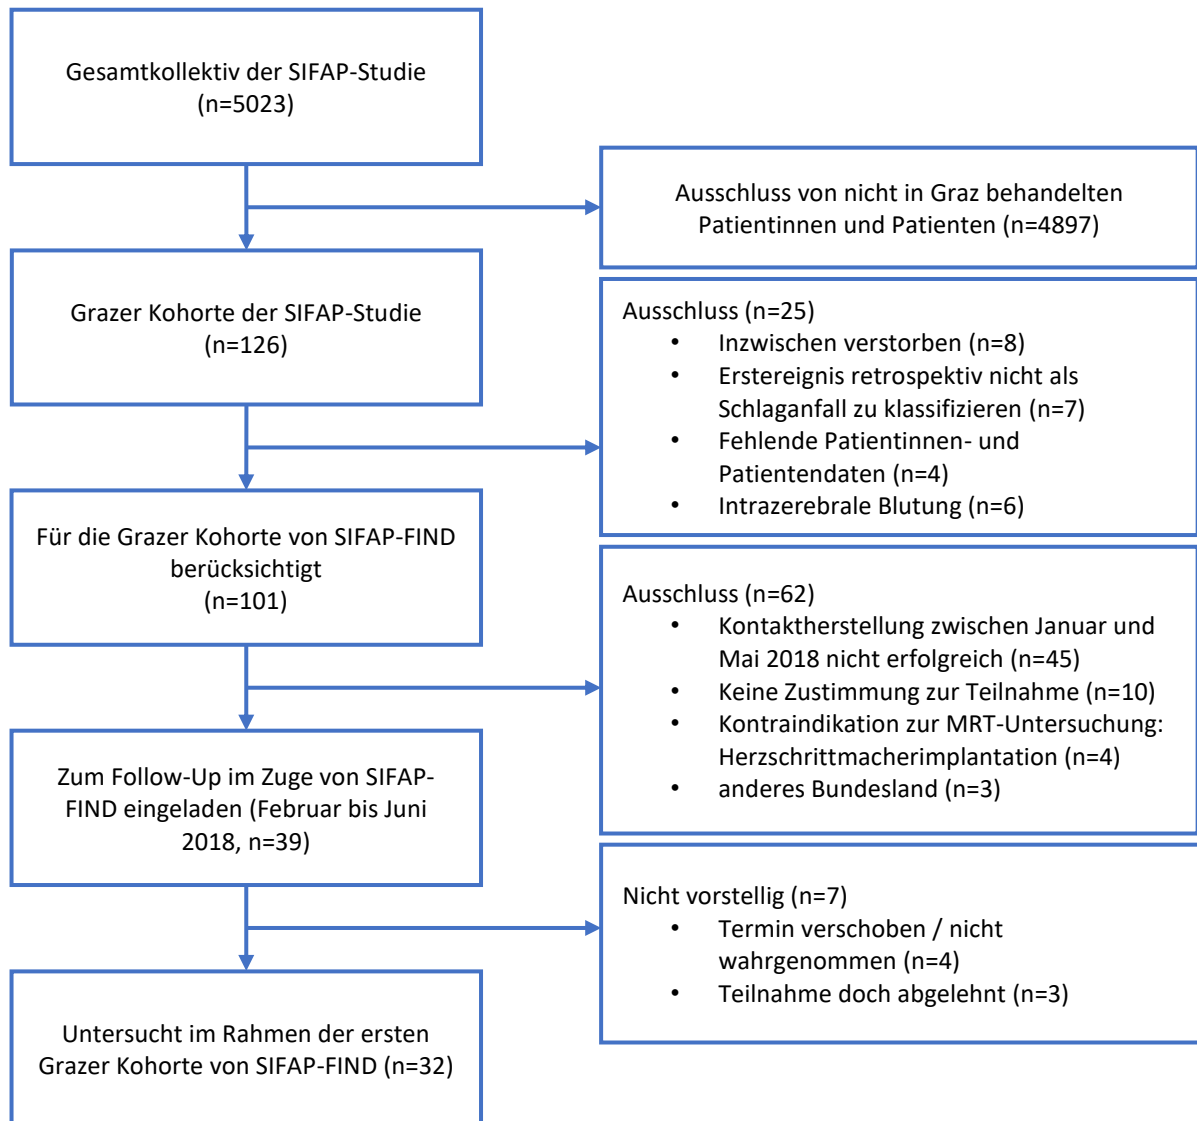 Gesamtkollektiv der SIFAP-Studie
(n=5023)
Ausschluss von nicht in Graz behandelten
Patientinnen und Patienten (n=4897)
Grazer Kohorte der SIFAP-Studie
(n=126)
Ausschluss (n=25)
• Inzwischen verstorben (n=8)
• Erstereignis retrospektiv nicht als
Schlaganfall zu klassifizieren (n=7)
• Fehlende Patientinnen- und
Patientendaten (n=4)
• Intrazerebrale Blutung (n=6)
Für die Grazer Kohorte von SIFAP-FIND
berücksichtigt
(n=101)
Ausschluss (n=62)
• Kontaktherstellung zwischen Januar und
Mai 2018 nicht erfolgreich (n=45)
• Keine Zustimmung zur Teilnahme (n=10)
• Kontraindikation zur MRT-Untersuchung:
Herzschrittmacherimplantation (n=4)
• anderes Bundesland (n=3)
Zum Follow-Up im Zuge von SIFAP-
FIND eingeladen (Februar bis Juni
2018, n=39)
Nicht vorstellig (n=7)
• Termin verschoben / nicht
wahrgenommen (n=4)
• Teilnahme doch abgelehnt (n=3)
Untersucht im Rahmen der ersten
Grazer Kohorte von SIFAP-FIND (n=32)